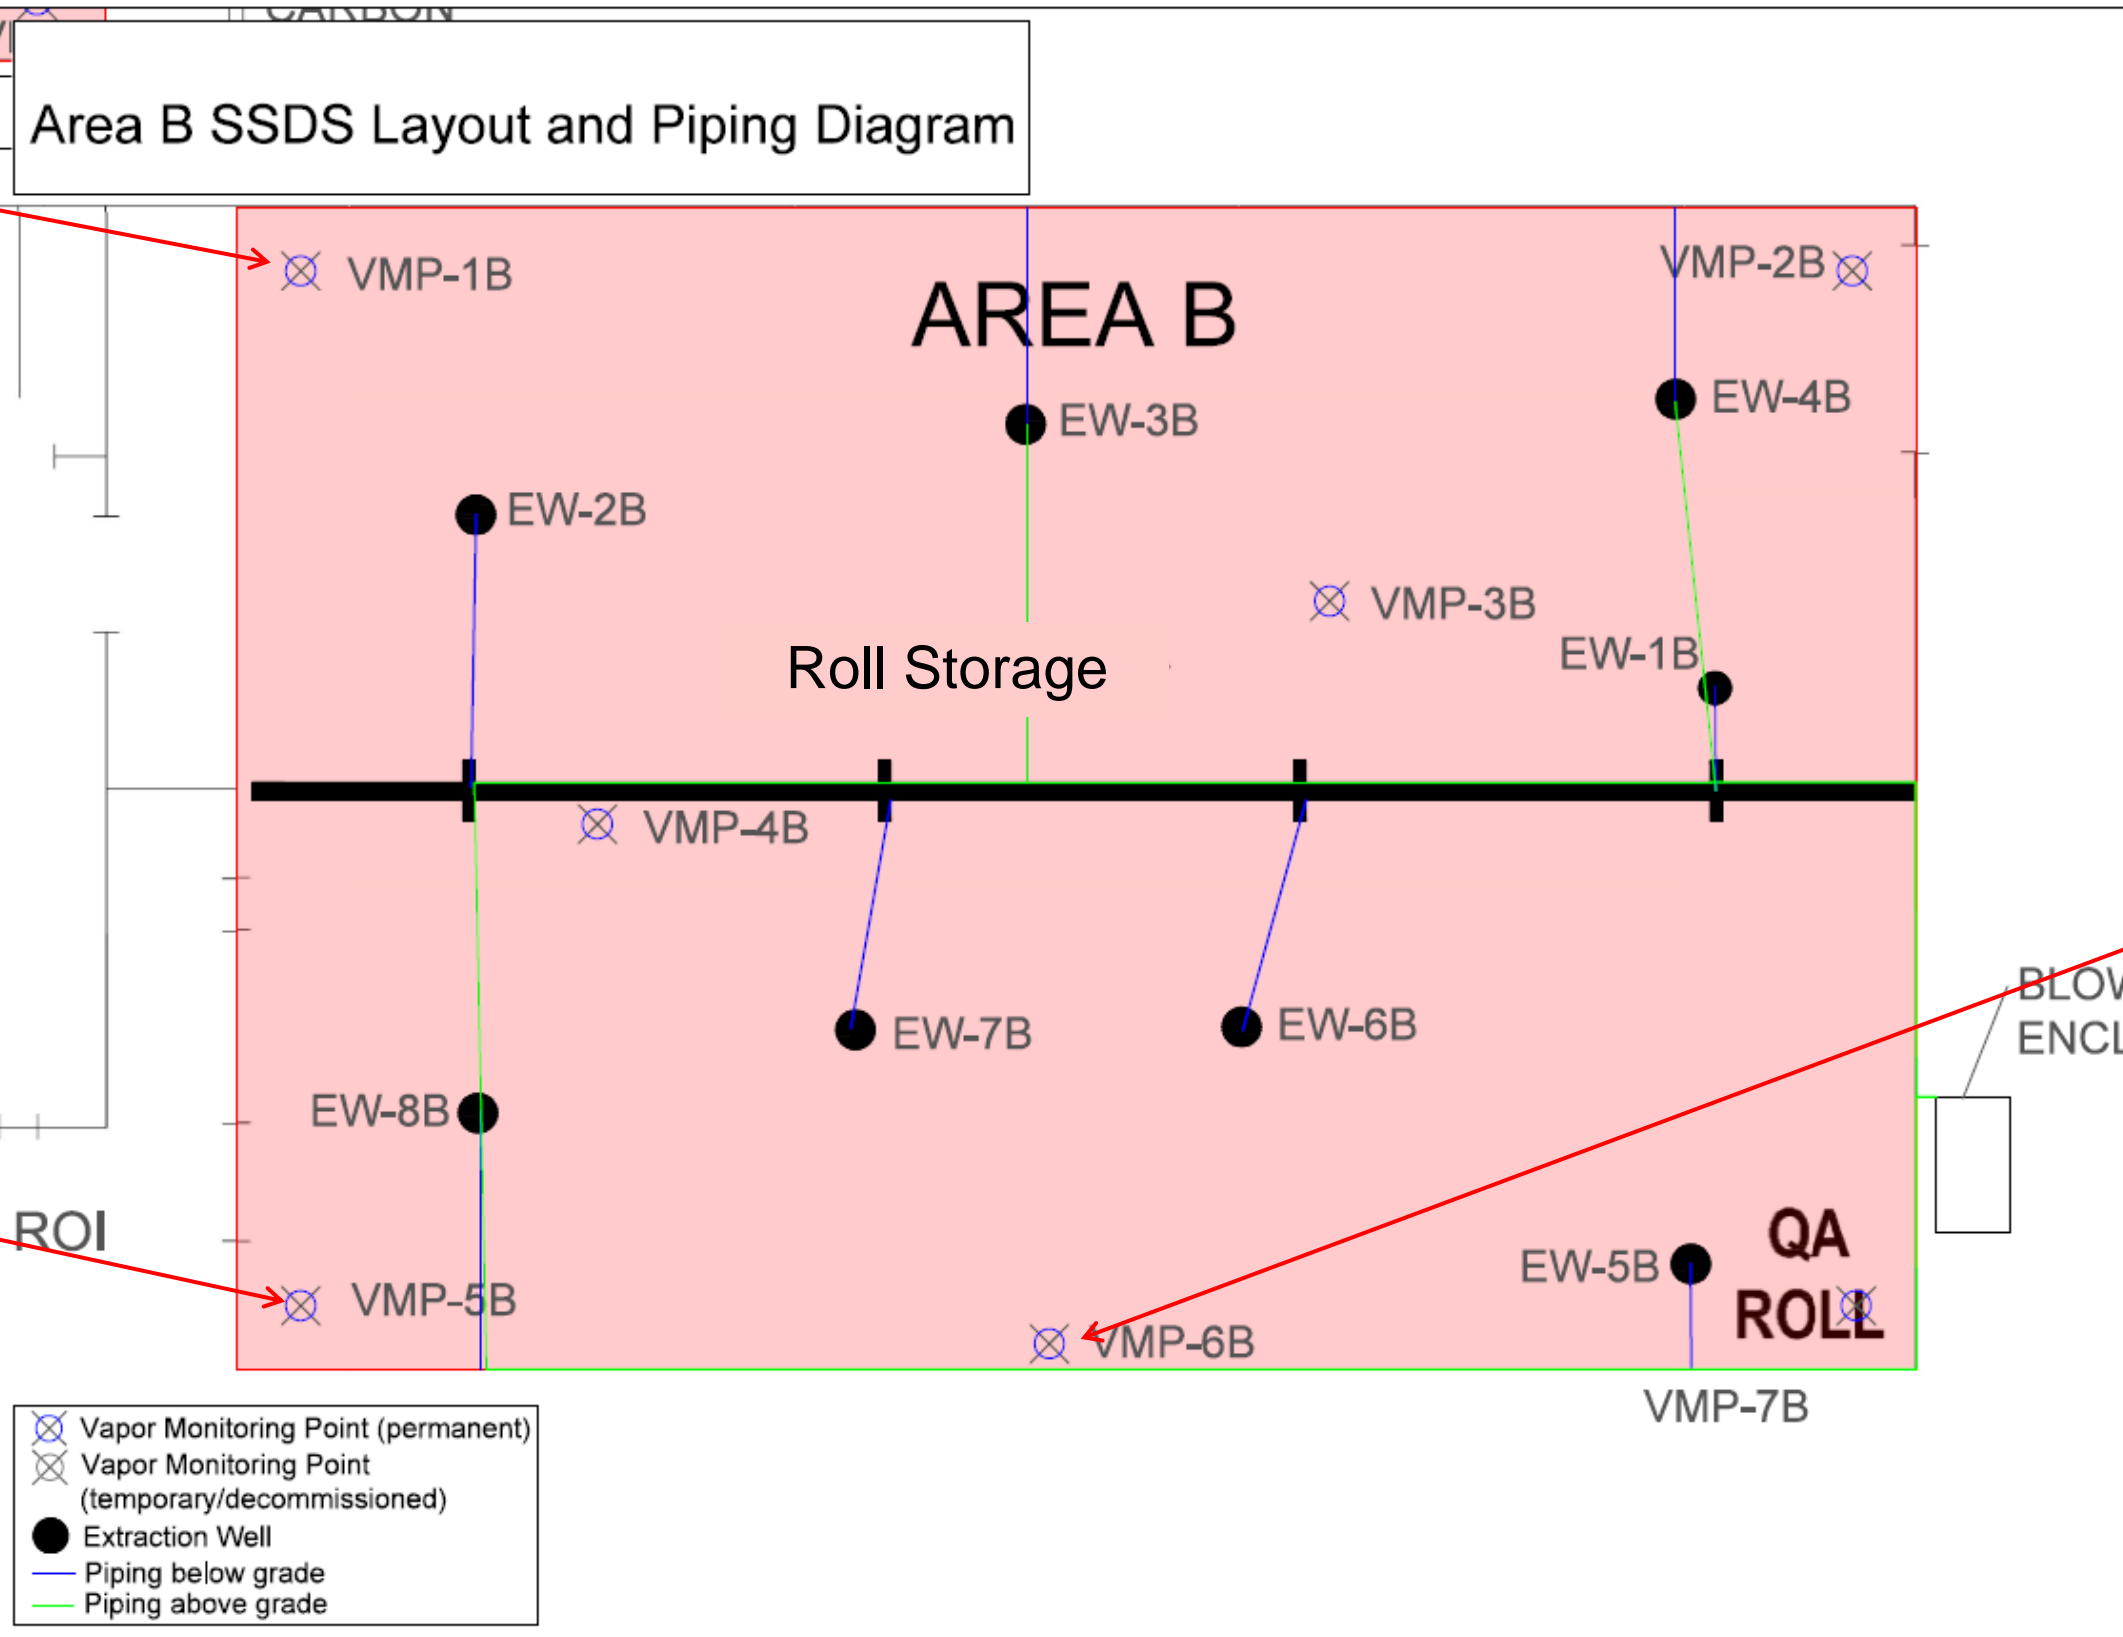 CARBON
Area B SSDS Layout and Piping Diagram
VMP-1B
VMP-2B
AREA B
EW-4B
EW-3B
EW-2B
VMP-3B
EW-1B
Roll Storage
VMP-4B
BLOW
ENCL
EW-7B
EW-6B
EW-8B
ROI
QA
EW-5B
ROLL
VMP-5B
VMP-6B
VMP-7B
Vapor Monitoring Point (permanent)
Vapor Monitoring Point
(temporary/decommissioned)
Extraction Well
Piping below grade
Piping above grade